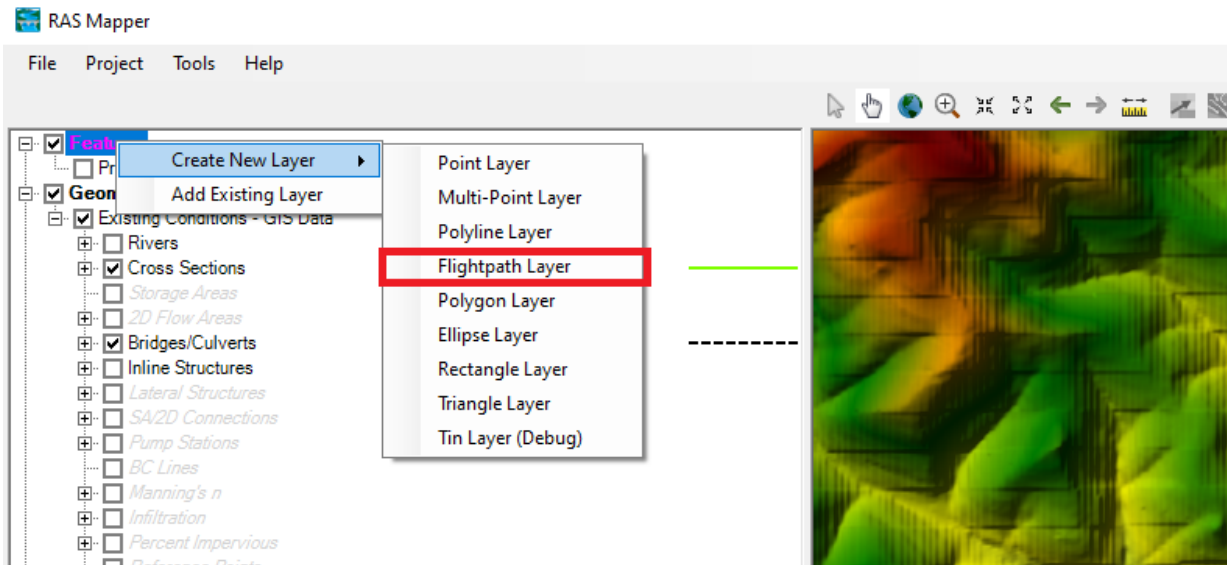 RAS Mapper
File Project Tools Help
Create New Layer
Add Existing Layer
Existing Conditions - GIS Data
Rivers
Cross Sections
Storage Areas
2D Flow Areas
Bridges/Culverts
Inline Structures
Lateral Structures
SA/2D Connections
Pump Stations
BC Lines
Manning's n
Infiltration
Percent Impervious
Point Layer
Multi-Point Layer
Polyline Layer
Flightpath Layer
Polygon Layer
Ellipse Layer
Rectangle Layer
Triangle Layer
Tin Layer (Debug)